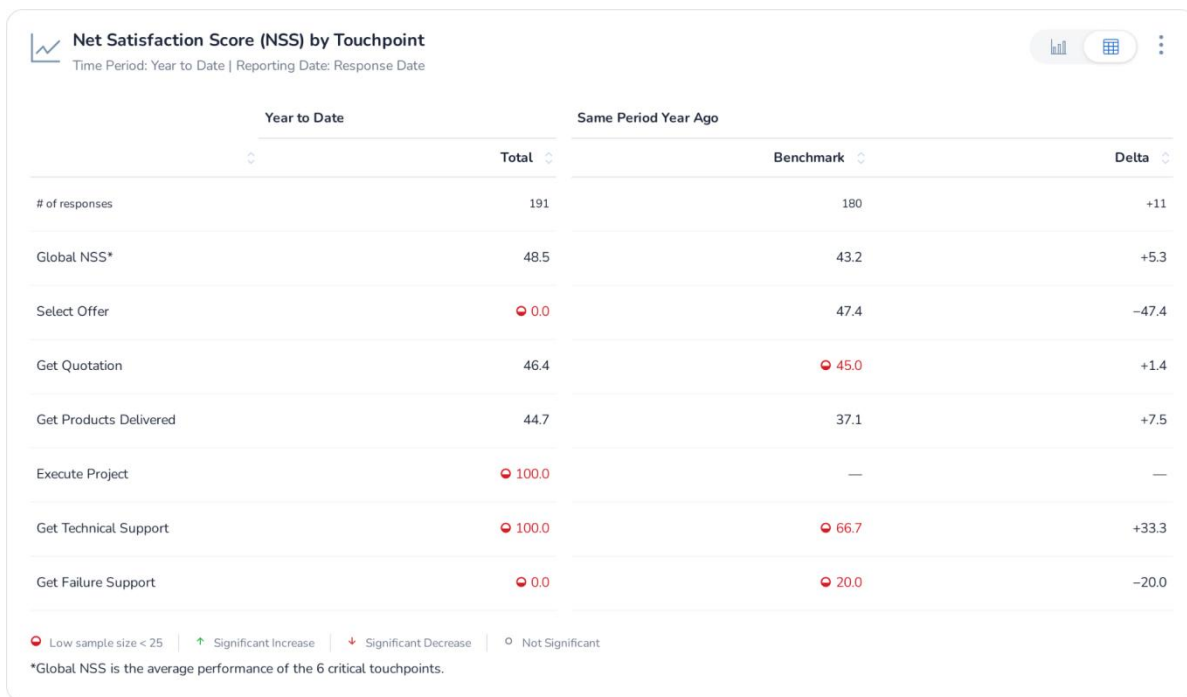 Net Satisfaction Score (NSS) by Touchpoint
Time Period: Year to Date | Reporting Date: Response Date
Year to Date Same Period Year Ago
Total Benchmark Delta
# of responses 191 180 +11
Global NSS* 48.5 43.2 +5.3
Select Offer 0.0 47.4 −47.4
Get Quotation 46.4 45.0 +1.4
Get Products Delivered 44.7 37.1 +7.5
Execute Project 100.0 — —
Get Technical Support 100.0 66.7 +33.3
Get Failure Support 0.0 20.0 −20.0
Low sample size < 25 | Significant Increase | Significant Decrease | Not Significant
*Global NSS is the average performance of the 6 critical touchpoints.